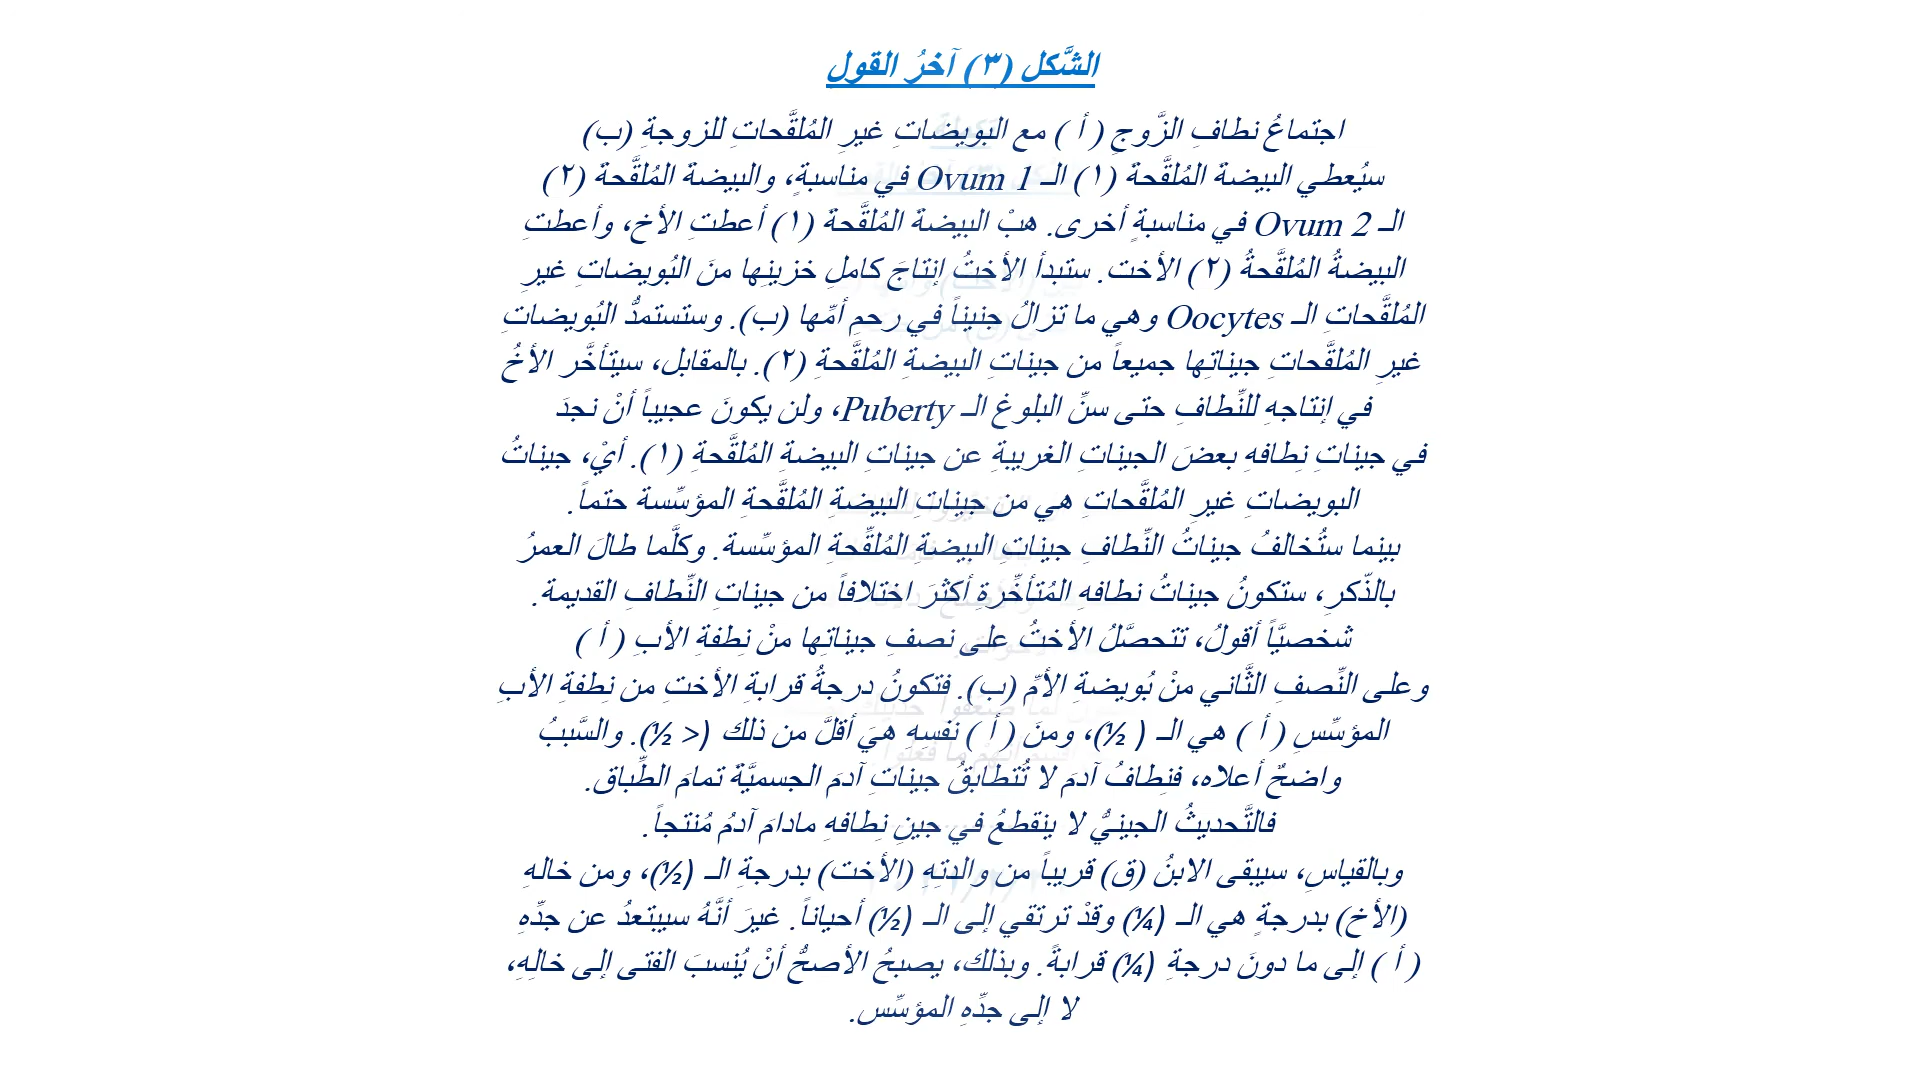 الشَّكل (٣) آخرُ القولِ
اجتماعُ نطافِ الزَّوجِ ( أ ) مع البويضاتِ غيرِ المُلقَّحاتِ للزوجةِ (ب)
سيُعطي البيضةَ المُلقَّحةَ (١) الـ Ovum 1 في مناسبةٍ، والبيضةَ المُلقَّحةَ (٢)
الـ Ovum 2 في مناسبةٍ أخرى. هبْ البيضةَ المُلقَّحةَ (١) أعطتِ الأخ، وأعطتِ
البيضةُ المُلقَّحةُ (٢) الأخت. ستبدأ الأختُ إنتاجَ كاملِ خزينِها منَ البُويضاتِ غيرِ
المُلقَّحاتِ الـ Oocytes وهي ما تزالُ جنيناً في رحمِ أمِّها (ب). وستستمدُّ البُويضاتِ
غيرِ المُلقَّحاتِ جيناتِها جميعاً من جيناتِ البيضةِ المُلقَّحةِ (٢). بالمقابل، سيتأخَّر الأخُ
في إنتاجهِ للنِّطافِ حتى سنِّ البلوغ الـ Puberty، ولن يكونَ عجيباً أنْ نجدَ
في جيناتِ نِطافهِ بعضَ الجيناتِ الغريبةِ عن جيناتِ البيضةِ المُلقَّحةِ (١). أيْ، جيناتُ
البويضاتِ غيرِ المُلقَّحاتِ هي من جيناتِ البيضةِ المُلقَّحةِ المؤسِّسة حتماً.
بينما ستُخالفُ جيناتُ النِّطافِ جيناتِ البيضةِ المُلقِّحةِ المؤسِّسة. وكلَّما طالَ العمرُ
بالذّكرِ، ستكونُ جيناتُ نطافهِ المُتأخِّرةِ أكثرَ اختلافاً من جيناتِ النِّطافِ القديمة.
شخصيَّاً أقولُ، تتحصَّلُ الأختُ على نصفِ جيناتِها منْ نِطفةِ الأبِ ( أ )
وعلى النِّصفِ الثَّاني منْ بُويضةِ الأمِّ (ب). فتكونُ درجةُ قرابةِ الأختِ من نِطفةِ الأبِ
المؤسِّسِ ( أ ) هي الـ ( ½)، ومنَ ( أ ) نفسِهِ هيَ أقلَّ من ذلك (< ½). والسَّببُ
واضحٌ أعلاه، فنِطافُ آدمَ لا تُتطابقُ جيناتِ آدمَ الجسميَّةَ تمامَ الطِّباق.
فالتَّحديثُ الجينيُّ لا ينقطعُ في جينِ نِطافهِ مادامَ آدمُ مُنتجاً.
وبالقياسِ، سيبقى الابنُ (ق) قريباً من والدتِهِ (الأخت) بدرجةِ الـ (½)، ومن خالهِ
(الأخ) بدرجةٍ هي الـ (¼) وقدْ ترتقي إلى الـ (½) أحياناً. غيرَ أنَّهُ سيبتعدُ عن جدِّهِ
( أ ) إلى ما دونَ درجةِ (¼) قرابةً. وبذلك، يصبحُ الأصحُّ أنْ يُنسبَ الفتى إلى خالِهِ،
لا إلى جدِّهِ المؤسِّس.